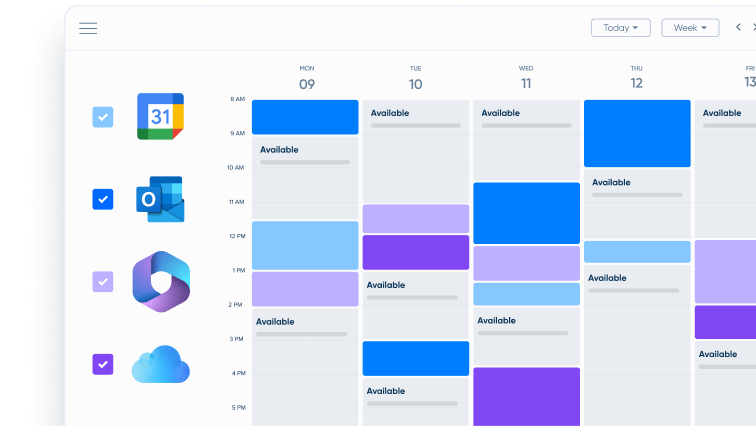 Today
Week
MON
TUE
WED
THU
FRI
09
10
11
12
13
8 AM
9 AM
10 AM
11 AM
12 PM
1 PM
2 PM
3 PM
4 PM
5 PM
31
O
Available
Available
Available
Available
Available
Available
Available
Available
Available
Available
Available